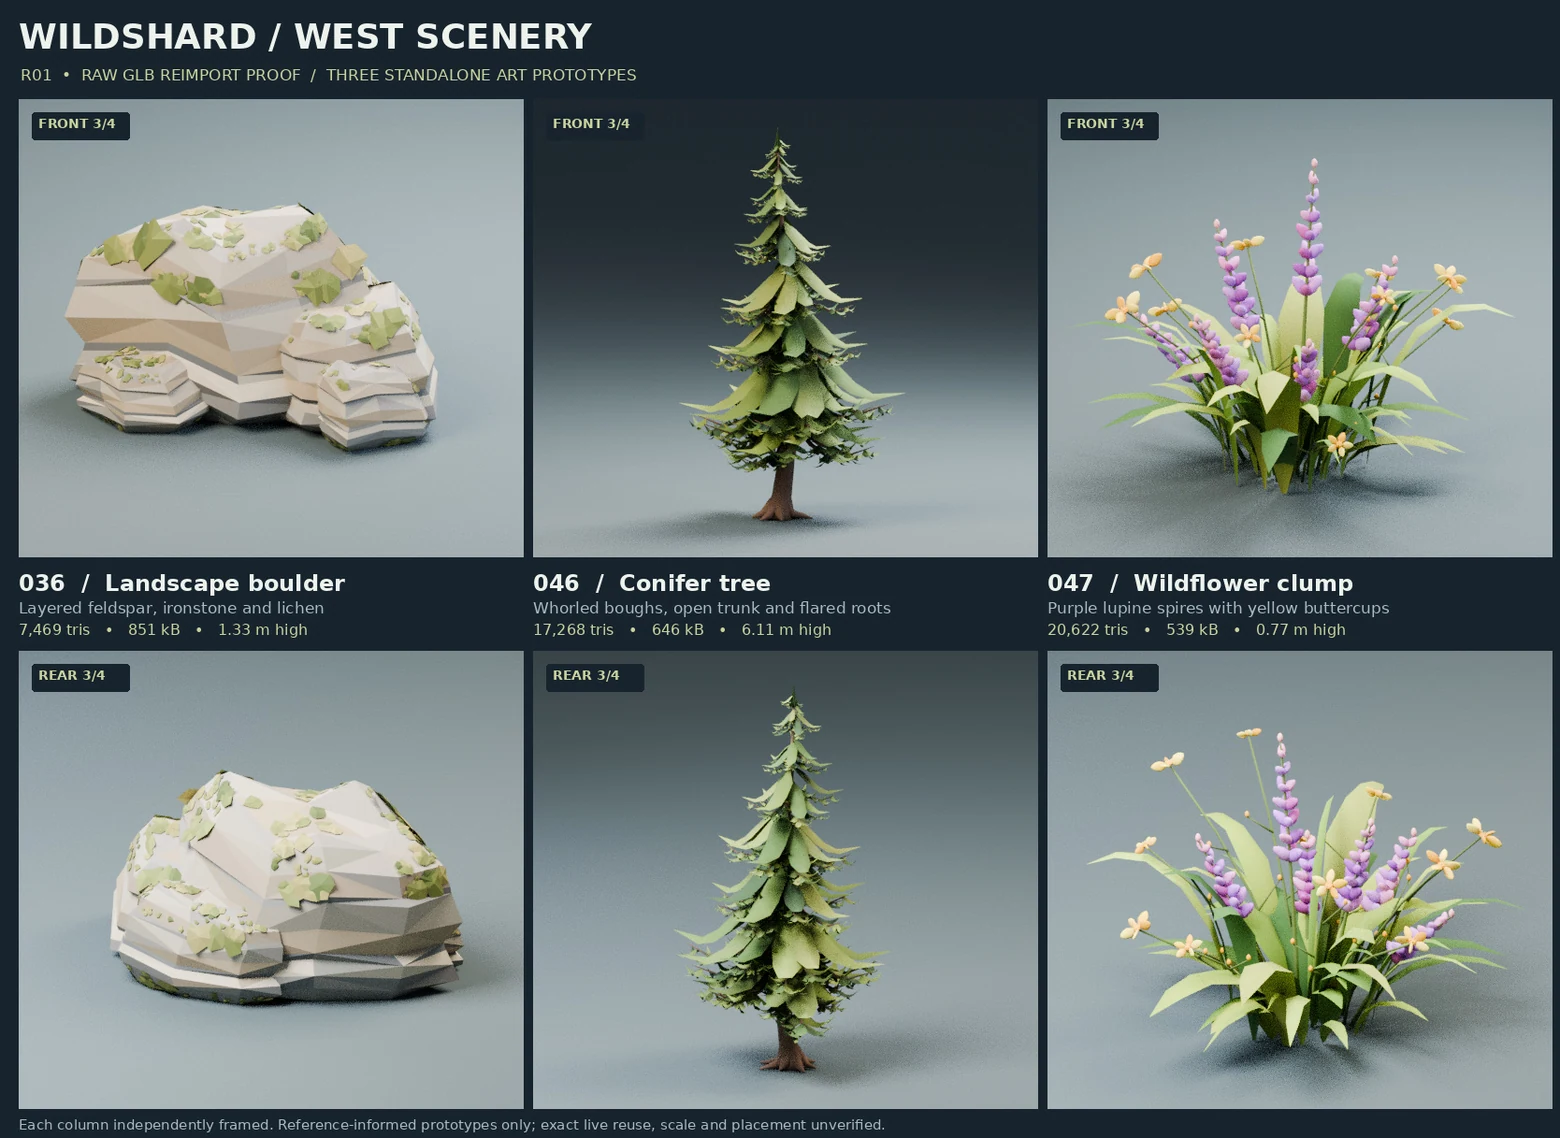 WILDSHARD / WEST SCENERY
R01 • RAW GLB REIMPORT PROOF / THREE STANDALONE ART PROTOTYPES
FRONT 3/4
FRONT 3/4
FRONT 3/4
036 / Landscape boulder
Layered feldspar, ironstone and lichen
7,469 tris • 851 kB • 1.33 m high
046 / Conifer tree
Whorled boughs, open trunk and flared roots
17,268 tris • 646 kB • 6.11 m high
047 / Wildflower clump
Purple lupine spires with yellow buttercups
20,622 tris • 539 kB • 0.77 m high
REAR 3/4
REAR 3/4
REAR 3/4
Each column independently framed. Reference-informed prototypes only; exact live reuse, scale and placement unverified.